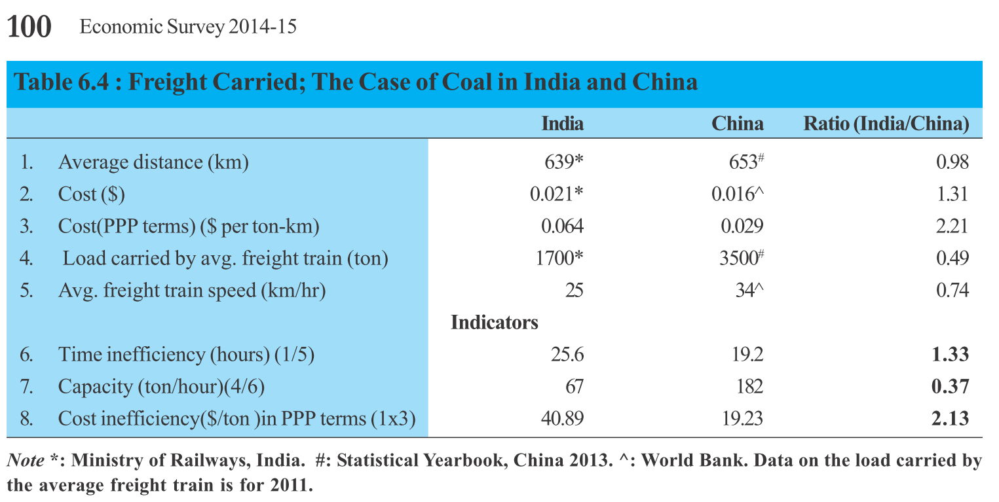 100 Economic Survey 2014-15
Table 6.4 : Freight Carried; The Case of Coal in India and China
India China Ratio (India/China)
1. Average distance (km) 639* 653# 0.98
2. Cost ($) 0.021* 0.016^ 1.31
3. Cost(PPP terms) ($ per ton-km) 0.064 0.029 2.21
4. Load carried by avg. freight train (ton) 1700* 3500# 0.49
5. Avg. freight train speed (km/hr) 25 34^ 0.74
Indicators
6. Time inefficiency (hours) (1/5) 25.6 19.2 1.33
7. Capacity (ton/hour)(4/6) 67 182 0.37
8. Cost inefficiency($/ton )in PPP terms (1x3) 40.89 19.23 2.13
Note *: Ministry of Railways, India. #: Statistical Yearbook, China 2013. ^: World Bank. Data on the load carried by
the average freight train is for 2011.